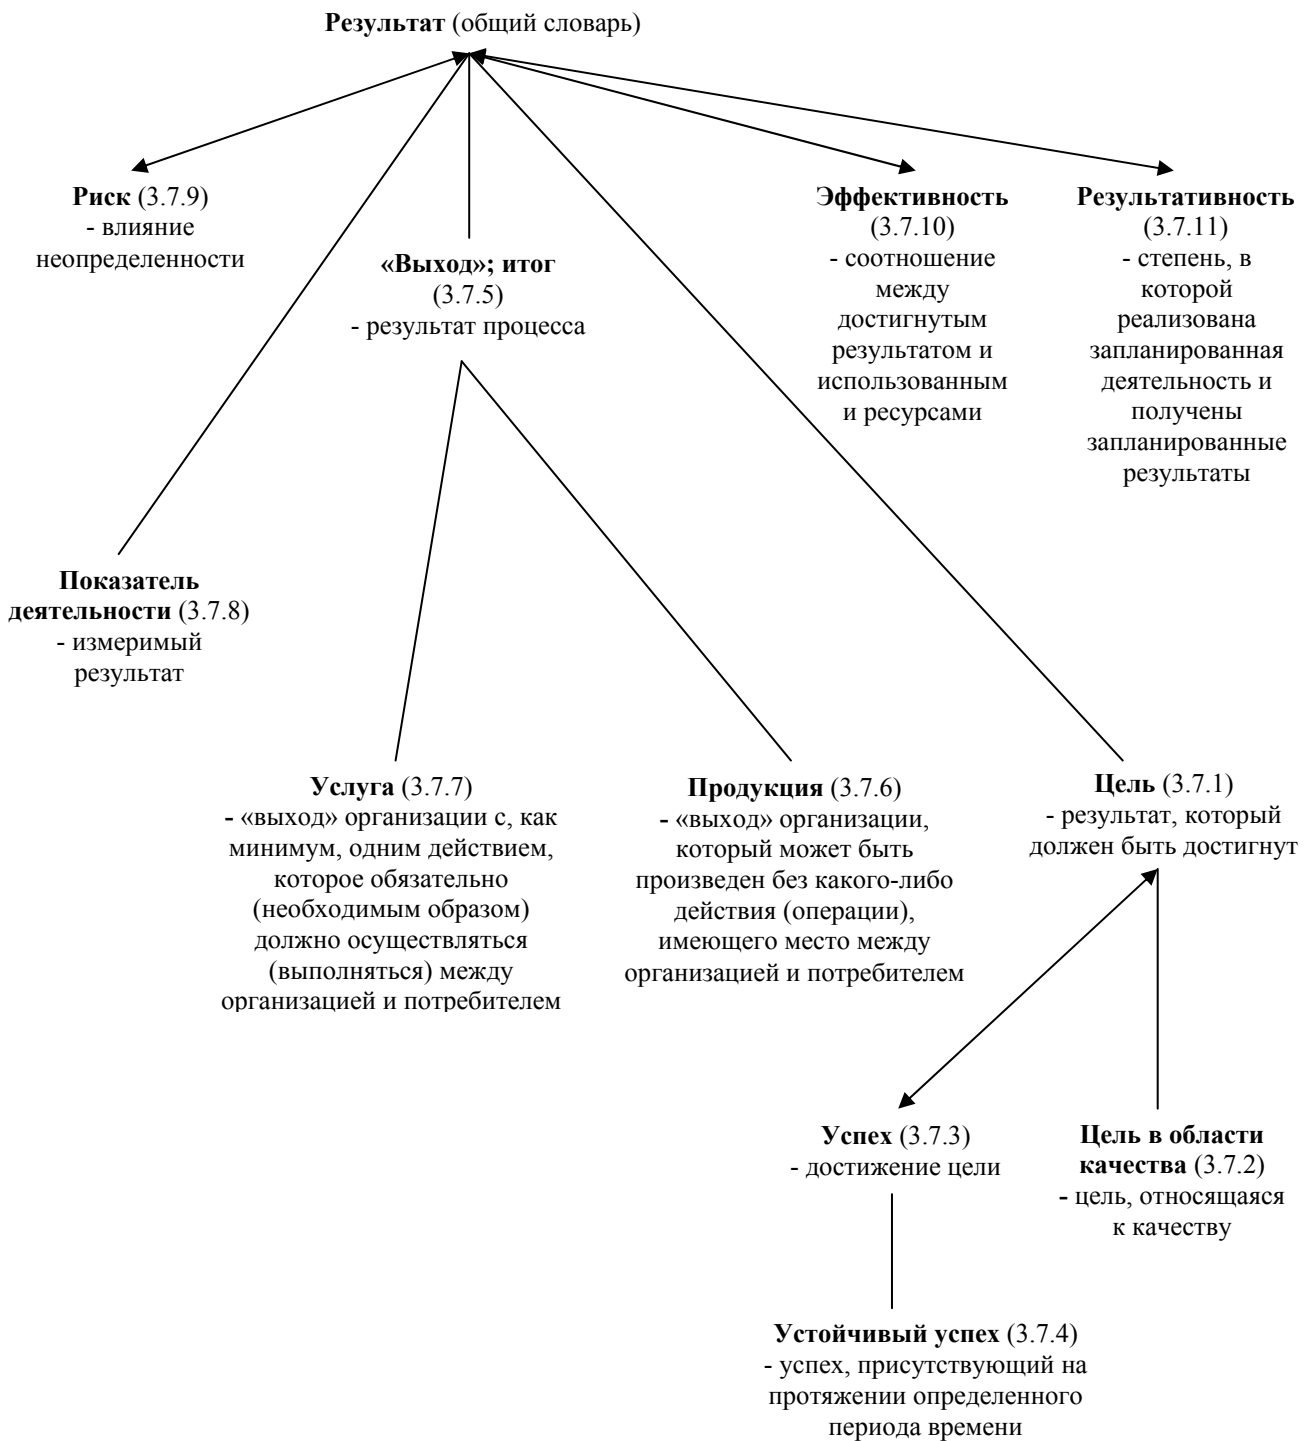 Результат (общий словарь)
Риск (3.7.9)
- влияние
неопределенности
«Выход»; итог
(3.7.5)
- результат процесса
Эффективность
(3.7.10)
- соотношение
между
достигнутым
результатом и
использованным
и ресурсами
Результативность
(3.7.11)
- степень, в
которой
реализована
запланированная
деятельность и
получены
запланированные
результаты
Показатель
деятельности (3.7.8)
- измеримый
результат
Услуга (3.7.7)
- «выход» организации с, как
минимум, одним действием,
которое обязательно
(необходимым образом)
должно осуществляться
(выполняться) между
организацией и потребителем
Продукция (3.7.6)
- «выход» организации,
который может быть
произведен без какого-либо
действия (операции),
имеющего место между
организацией и потребителем
Цель (3.7.1)
- результат, который
должен быть достигнут
Успех (3.7.3)
- достижение цели
Цель в области
качества (3.7.2)
- цель, относящаяся
к качеству
Устойчивый успех (3.7.4)
- успех, присутствующий на
протяжении определенного
периода времени